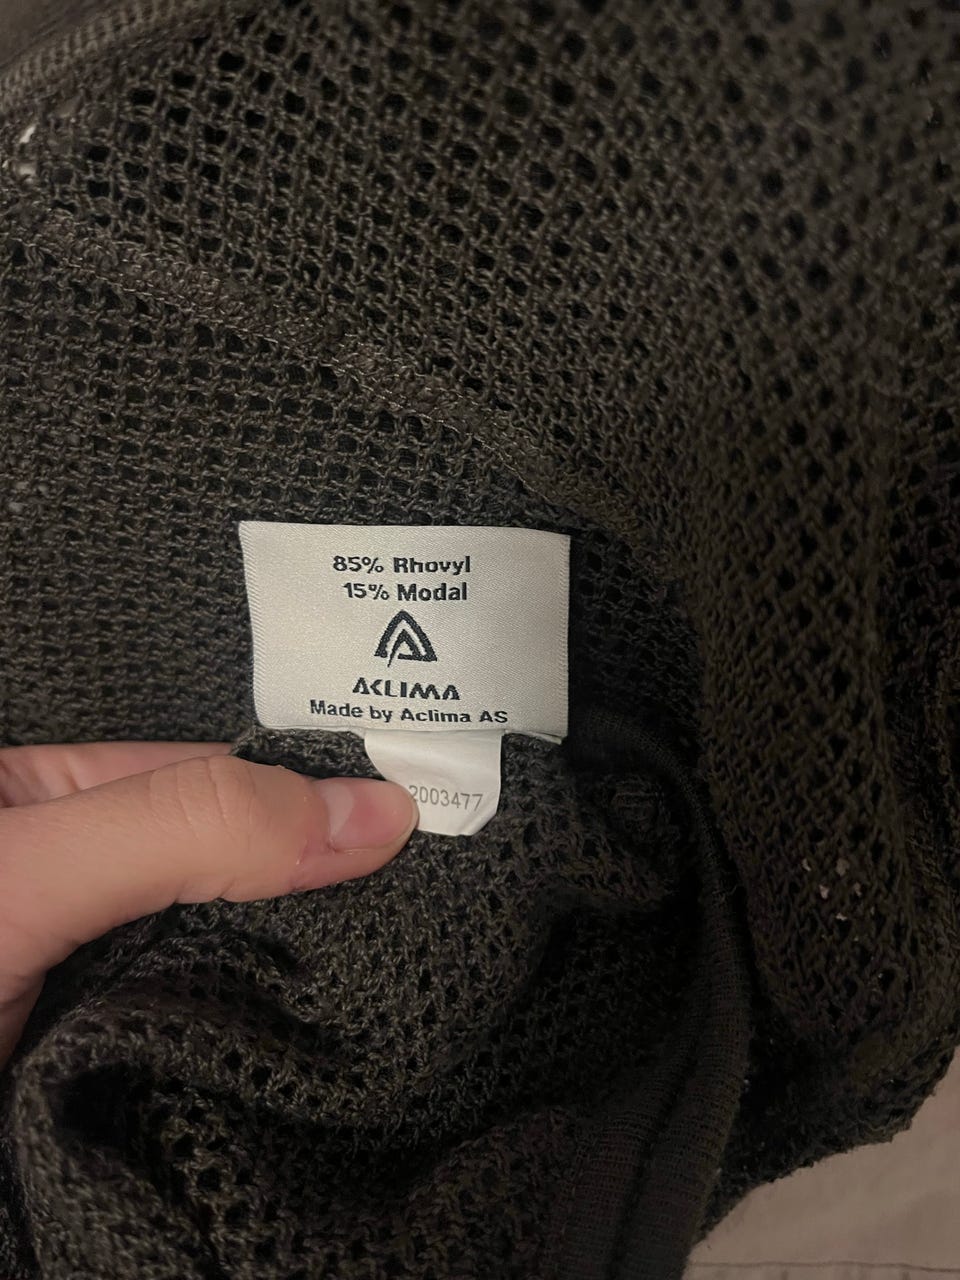 85% Rhovyl
15% Modal
ACLIMA
Made by Aclima AS
2003477